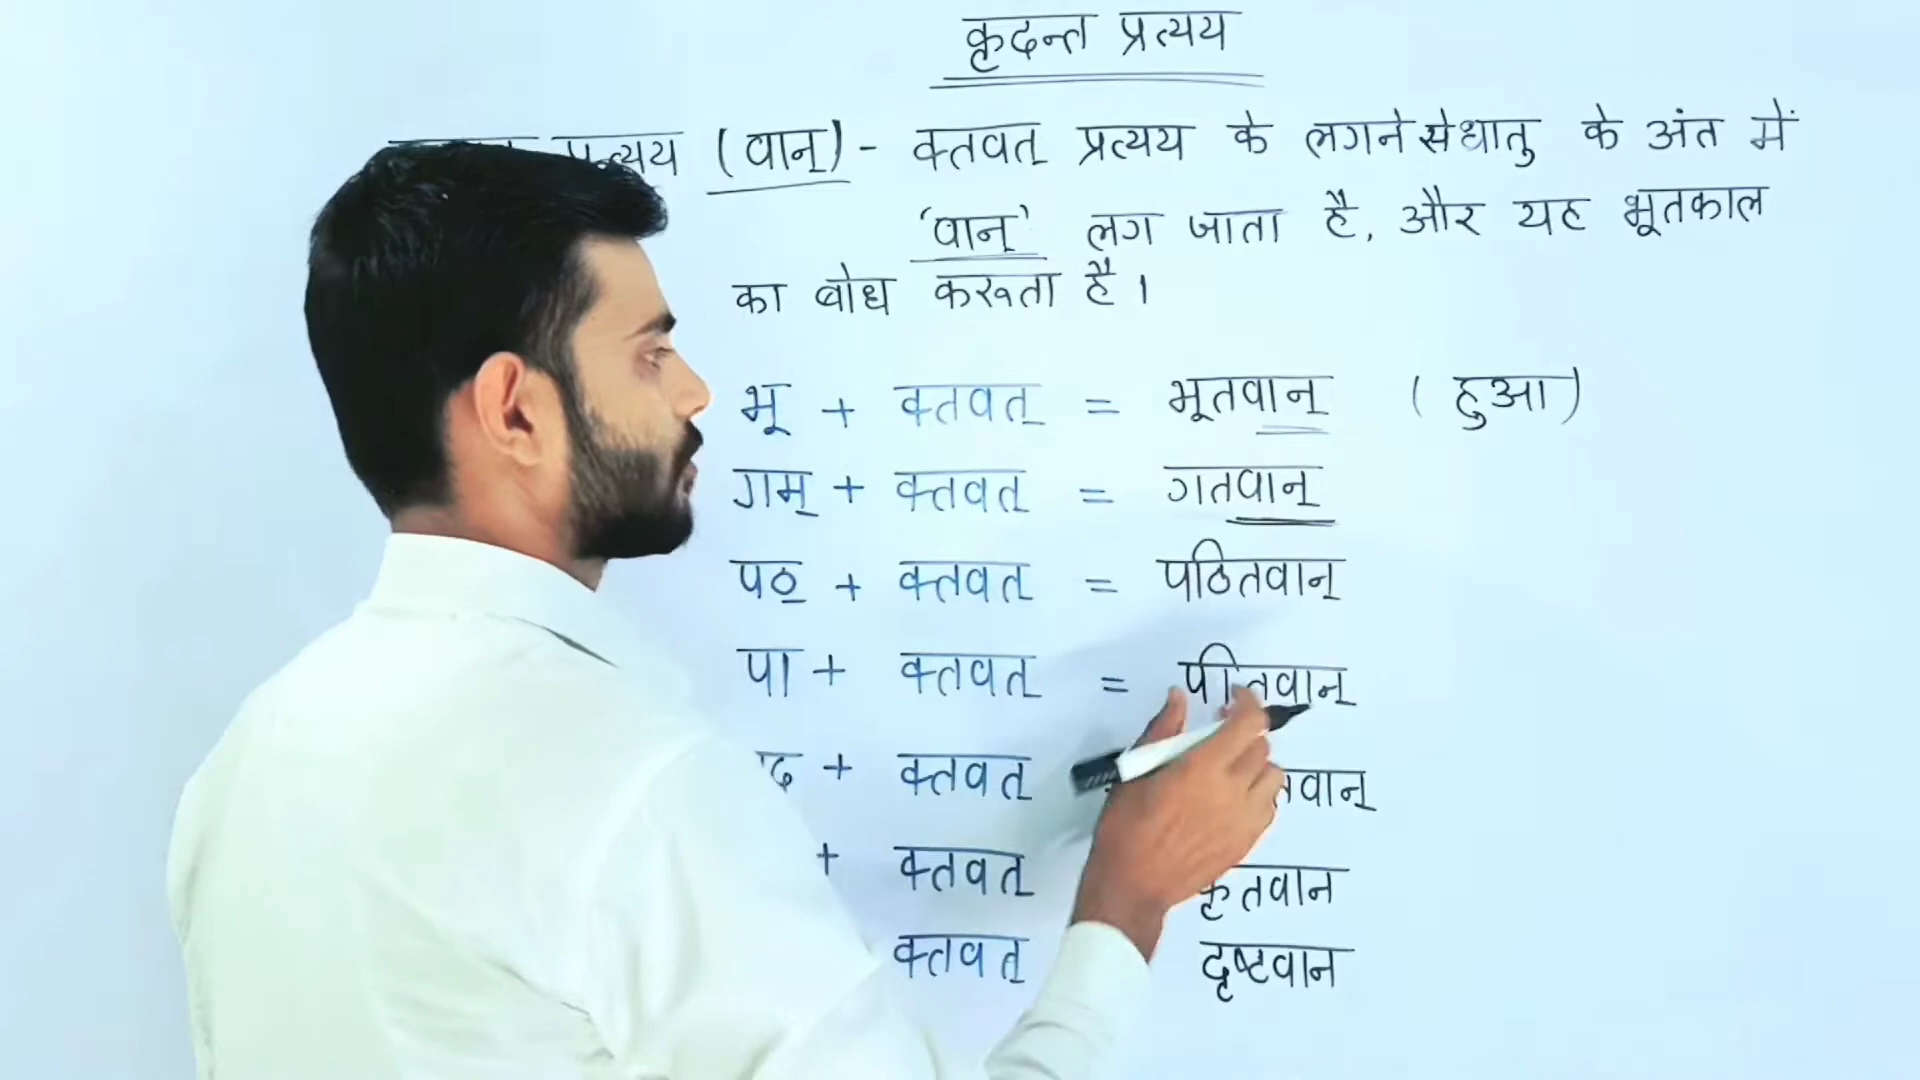 कृदन्त प्रत्यय
प्रत्यय (वान्) - क्तवत् प्रत्यय के लगने से धातु के अंत में
'वान्' लग जाता है, और यह भूतकाल
का बोध करूता है।
भू + क्तवत् = भूतवान् (हुआ)
गम् + क्तवत् = गतवान्
पठ् + क्तवत् = पठितवान्
पा + क्तवत् = पीतवान्
+ क्तवत्
+ क्तवत् कृतवान
क्तवत् दृष्टवान